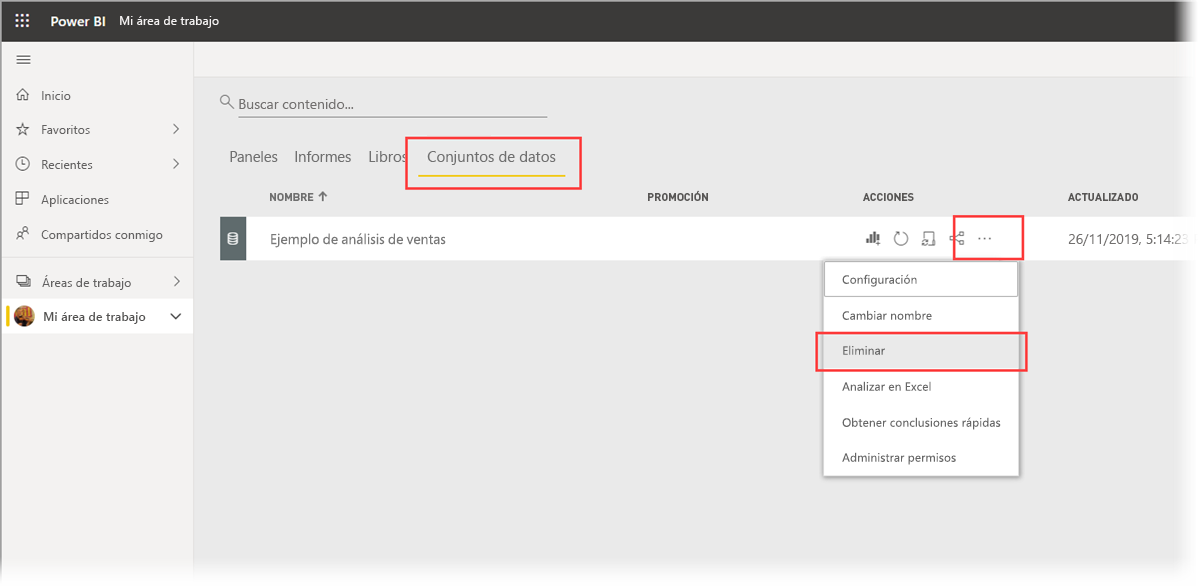 Power BI Mi área de trabajo
Inicio
Favoritos
Recientes
Aplicaciones
Compartidos conmigo
Áreas de trabajo
Mi área de trabajo
Buscar contenido...
Paneles Informes Libros Conjuntos de datos
NOMBRE PROMOCIÓN ACCIONES ACTUALIZADO
Ejemplo de análisis de ventas 26/11/2019, 5:14:23
Configuración
Cambiar nombre
Eliminar
Analizar en Excel
Obtener conclusiones rápidas
Administrar permisos